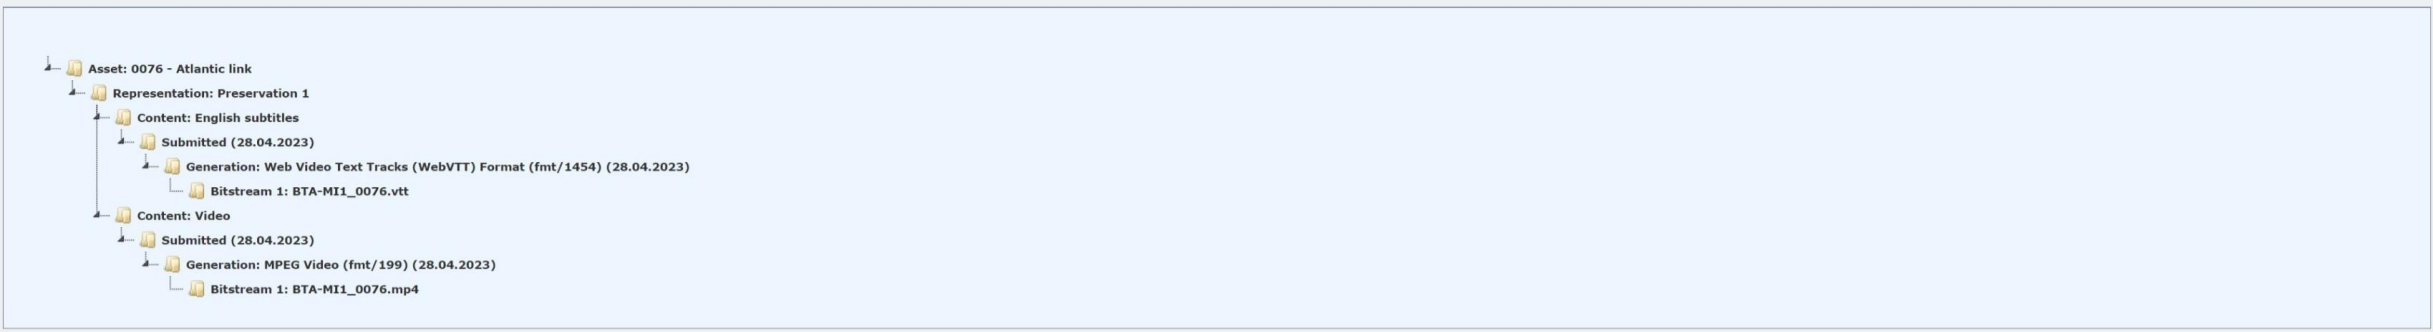 Asset: 0076 - Atlantic link
Representation: Preservation 1
Content: English subtitles
Submitted (28.04.2023)
Generation: Web Video Text Tracks (WebVTT) Format (fmt/1454) (28.04.2023)
Bitstream 1: BTA-MI1_0076.vtt
Content: Video
Submitted (28.04.2023)
Generation: MPEG Video (fmt/199) (28.04.2023)
Bitstream 1: BTA-MI1_0076.mp4